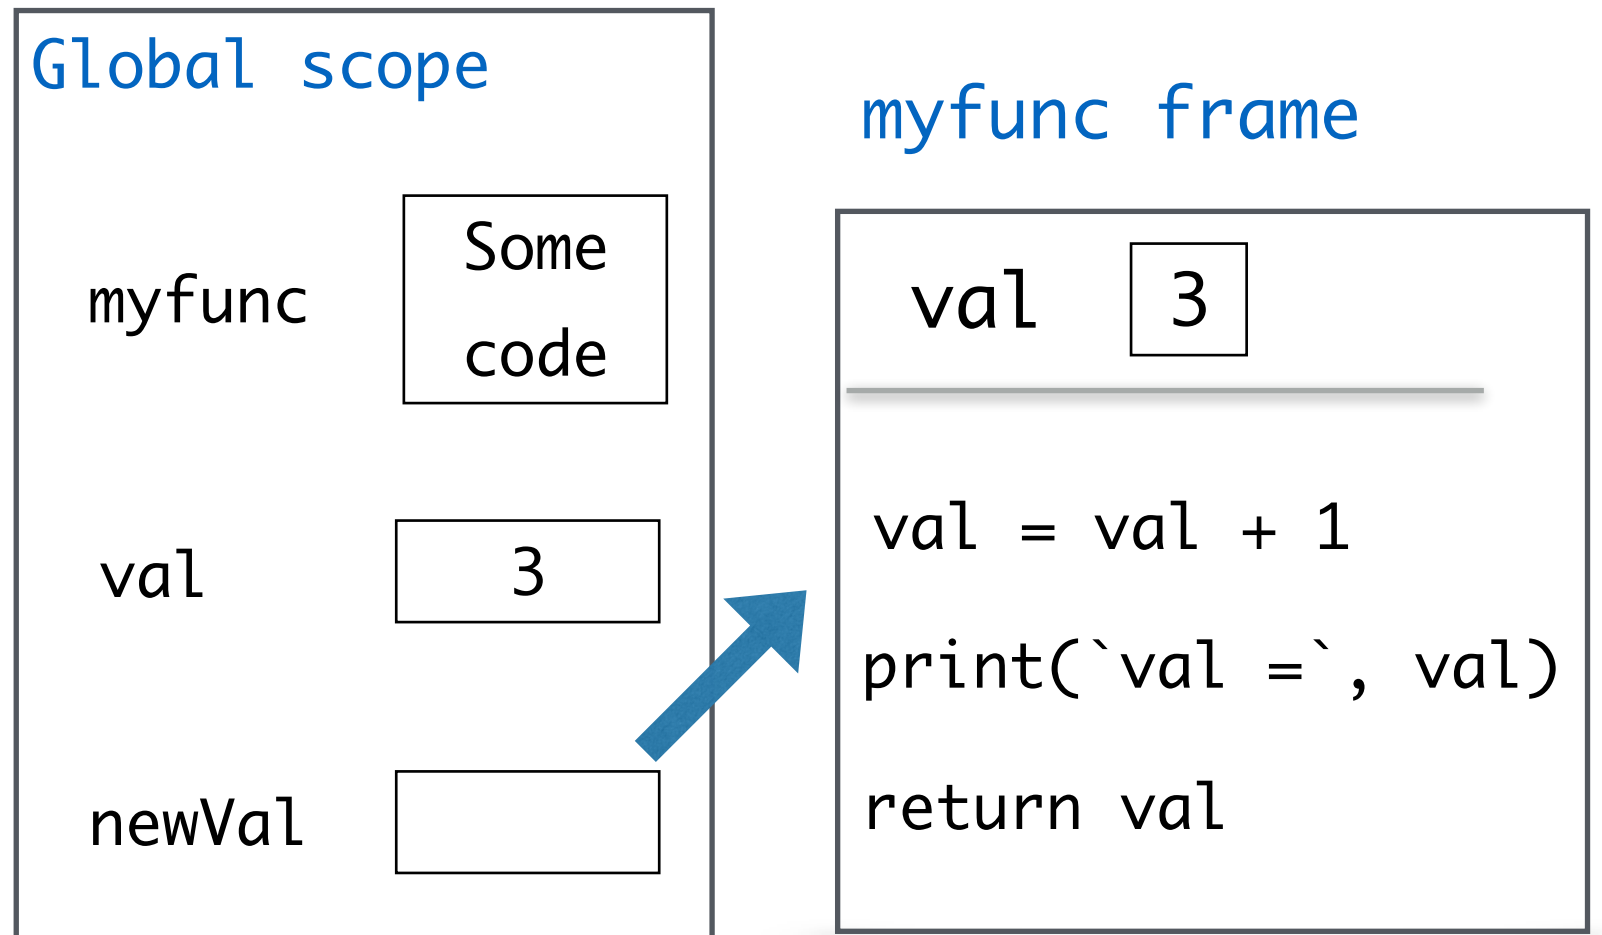 Global scope
myfunc
Some
code
val
3
newVal
myfunc frame
val 3
val = val + 1
print(`val =`, val)
return val